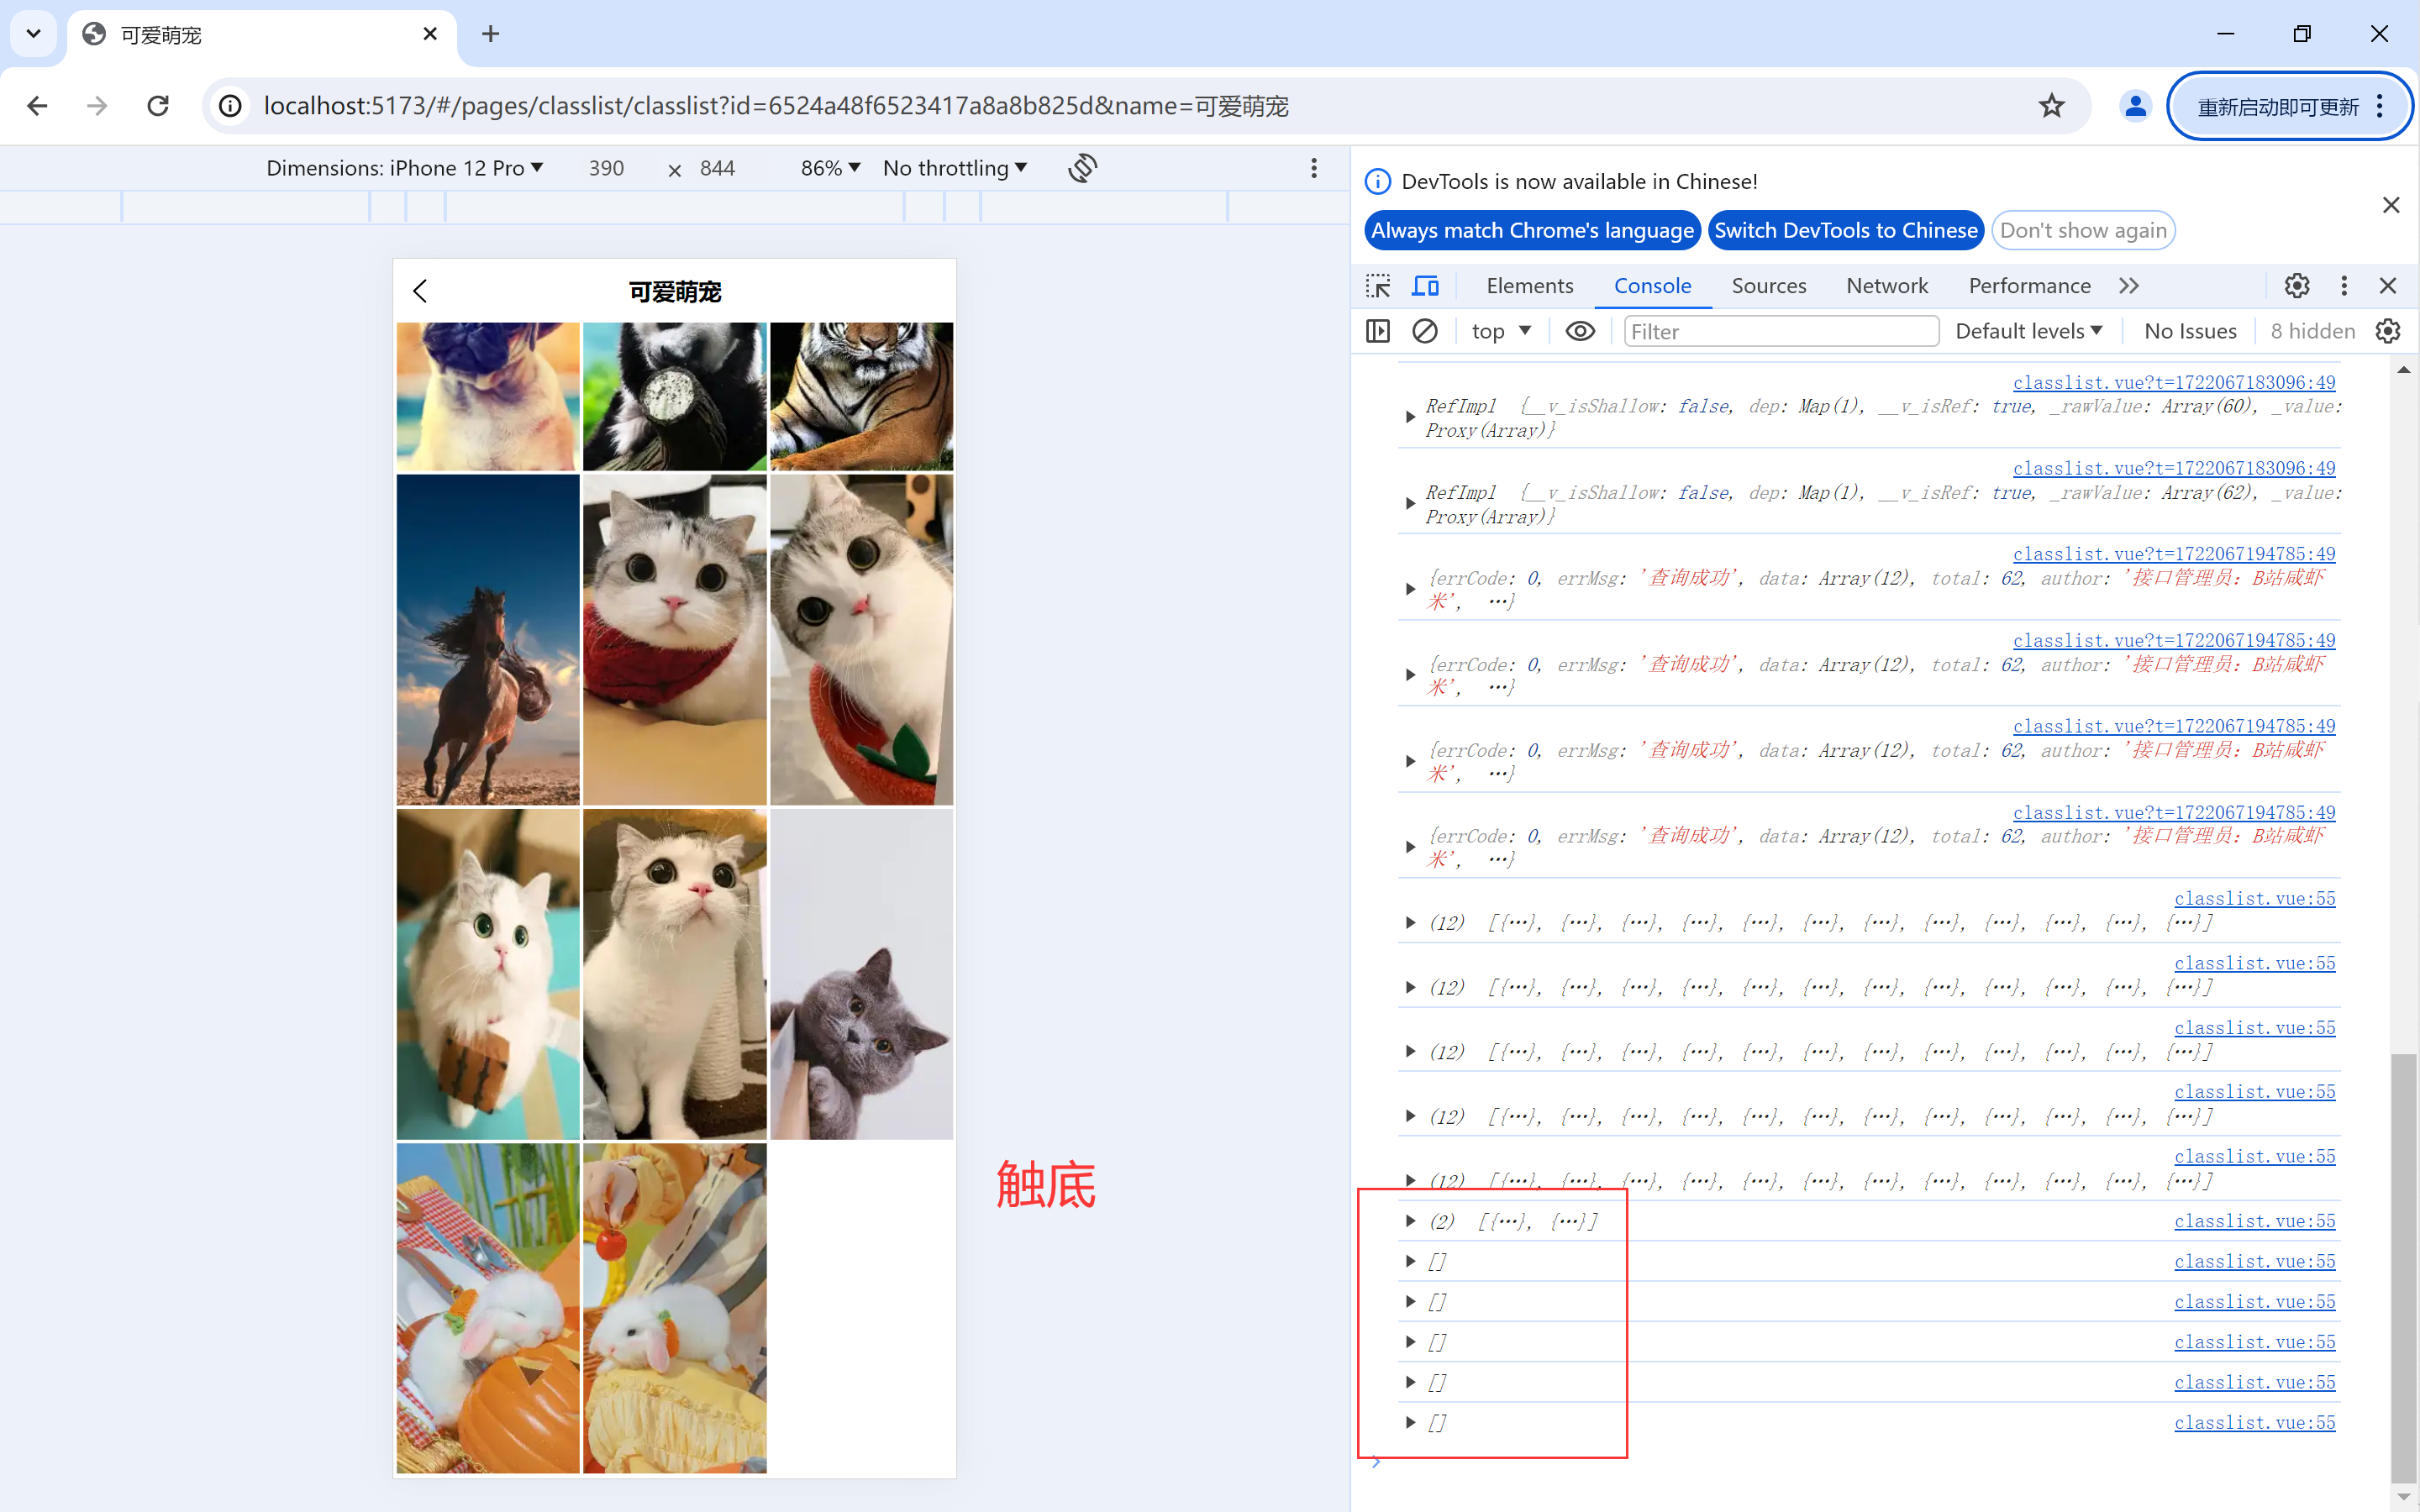 可爱萌宠
localhost:5173/#/pages/classlist/classlist?id=6524a48f6523417a8a8b825d&name=可爱萌宠
重新启动即可更新
Dimensions: iPhone 12 Pro 390 × 844 86% No throttling
可爱萌宠
触底
DevTools is now available in Chinese!
Always match Chrome's language Switch DevTools to Chinese Don't show again
Elements Console Sources Network Performance
top Filter Default levels No Issues 8 hidden
classlist.vue?t=1722067183096:49
RefImpl {__v_isShallow: false, dep: Map(1), __v_isRef: true, _rawValue: Array(60), _value:
Proxy(Array)}
classlist.vue?t=1722067183096:49
RefImpl {__v_isShallow: false, dep: Map(1), __v_isRef: true, _rawValue: Array(62), _value:
Proxy(Array)}
classlist.vue?t=1722067194785:49
{errCode: 0, errMsg: '查询成功', data: Array(12), total: 62, author: '接口管理员：B站咸虾
米', …}
classlist.vue?t=1722067194785:49
{errCode: 0, errMsg: '查询成功', data: Array(12), total: 62, author: '接口管理员：B站咸虾
米', …}
classlist.vue?t=1722067194785:49
{errCode: 0, errMsg: '查询成功', data: Array(12), total: 62, author: '接口管理员：B站咸虾
米', …}
classlist.vue?t=1722067194785:49
{errCode: 0, errMsg: '查询成功', data: Array(12), total: 62, author: '接口管理员：B站咸虾
米', …}
classlist.vue:55
(12) [{…}, {…}, {…}, {…}, {…}, {…}, {…}, {…}, {…}, {…}, {…}, {…}]
classlist.vue:55
(12) [{…}, {…}, {…}, {…}, {…}, {…}, {…}, {…}, {…}, {…}, {…}, {…}]
classlist.vue:55
(12) [{…}, {…}, {…}, {…}, {…}, {…}, {…}, {…}, {…}, {…}, {…}, {…}]
classlist.vue:55
(12) [{…}, {…}, {…}, {…}, {…}, {…}, {…}, {…}, {…}, {…}, {…}, {…}]
classlist.vue:55
(12) [{…}, {…}, {…}, {…}, {…}, {…}, {…}, {…}, {…}, {…}, {…}, {…}]
(2) [{…}, {…}] classlist.vue:55
[] classlist.vue:55
[] classlist.vue:55
[] classlist.vue:55
[] classlist.vue:55
[] classlist.vue:55